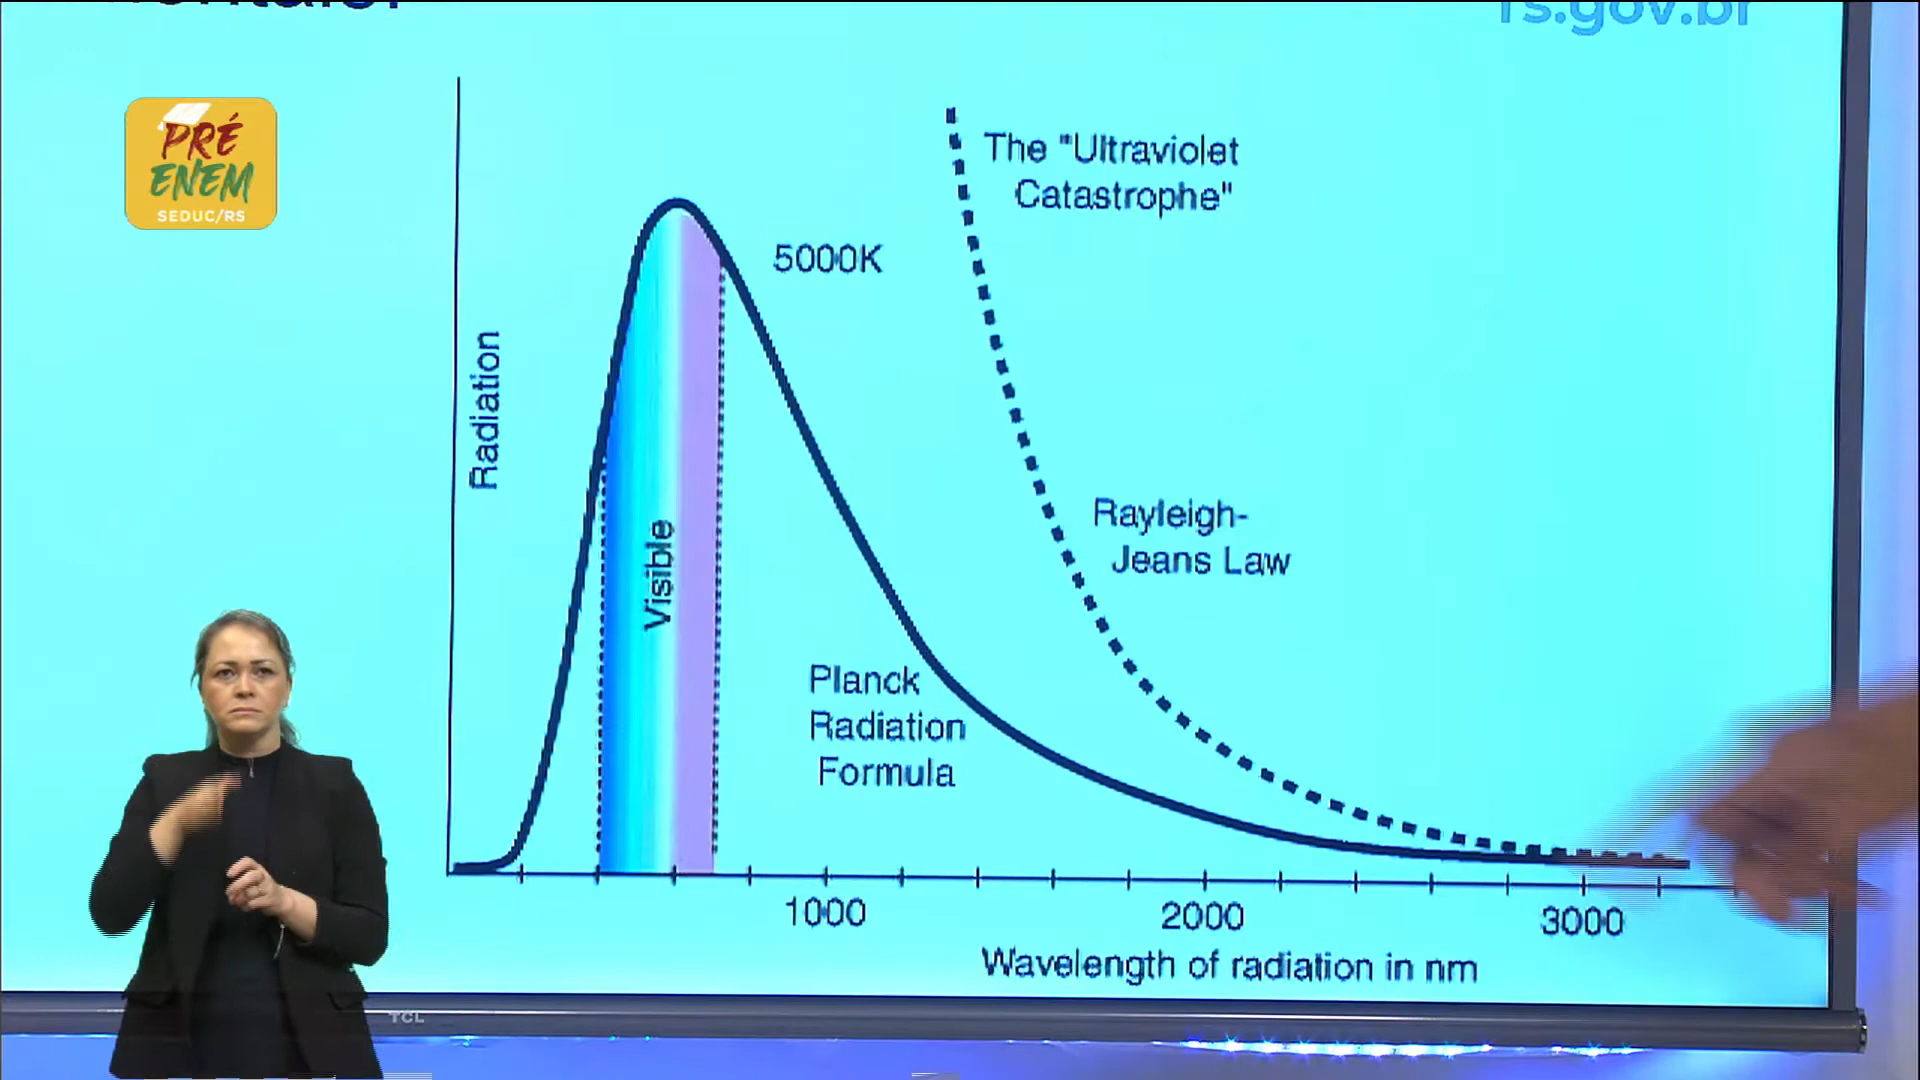 rs.gov.br
PRÉ
ENEM
SEDUC/RS
The "Ultraviolet
Catastrophe"
5000K
Radiation
Visible
Rayleigh-
Jeans Law
Planck
Radiation
Formula
1000
2000
3000
Wavelength of radiation in nm
TCL